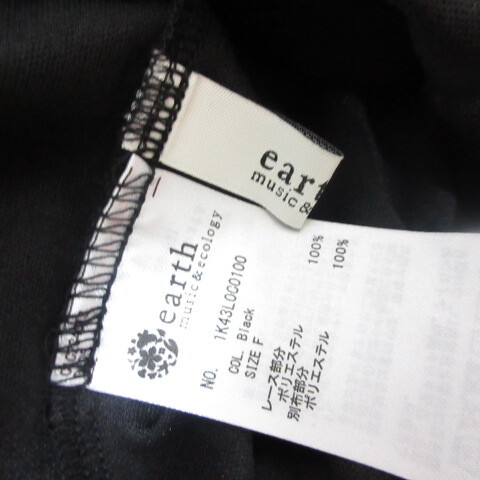 ear
music &
earth
music & ecology
NO. 1K43L000100
COL Black
SIZE F
レース部分
ポリエステル 100%
別布部分
ポリエステル 100%